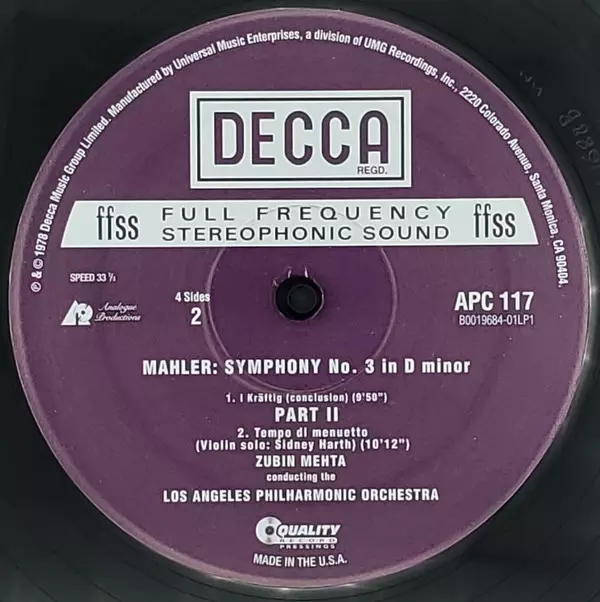 ℗ & © 1978 Decca Music Group Limited. Manufactured by Universal Music Enterprises, a division of UMG Recordings, Inc., 2220 Colorado Avenue, Santa Monica, CA 90404.
DECCA
REGD.
ffss FULL FREQUENCY STEREOPHONIC SOUND ffss
SPEED 33 ⅓
Analogue
Productions
4 Sides
2
APC 117
B0019684-01LP1
MAHLER: SYMPHONY No. 3 in D minor
1. I Kräftig (conclusion) (9'50")
PART II
2. Tempo di menuetto
(Violin solo: Sidney Harth) (10'12")
ZUBIN MEHTA
conducting the
LOS ANGELES PHILHARMONIC ORCHESTRA
QUALITY
RECORD
PRESSINGS
MADE IN THE U.S.A.